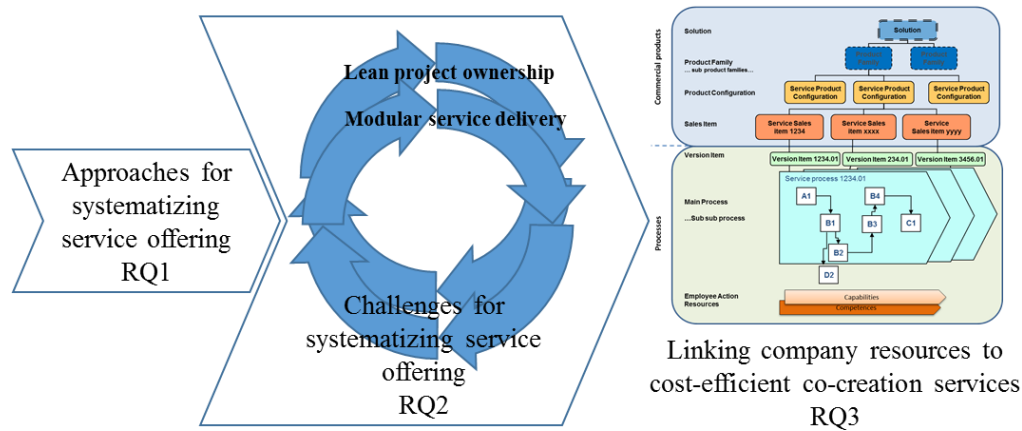 Approaches for
systematizing
service offering
RQ1
Lean project ownership
Modular service delivery
Challenges for
systematizing service
offering
RQ2
Commercial products
Solution
Solution
Product Family
... sub product families...
Product Family
Product Family
Product Configuration
Service Product Configuration
Service Product Configuration
Service Product Configuration
Sales Item
Service Sales item 1234
Service Sales item xxxx
Service Sales item yyyy
Processes
Version Item
Version Item 1234.01
Version Item 234.01
Version Item 3456.01
Service process 1234.01
Main Process
...Sub sub process
A1
B4
B1
B3
C1
B2
D2
Employee Action
Resources
Capabilities
Competences
Linking company resources to
cost-efficient co-creation services
RQ3